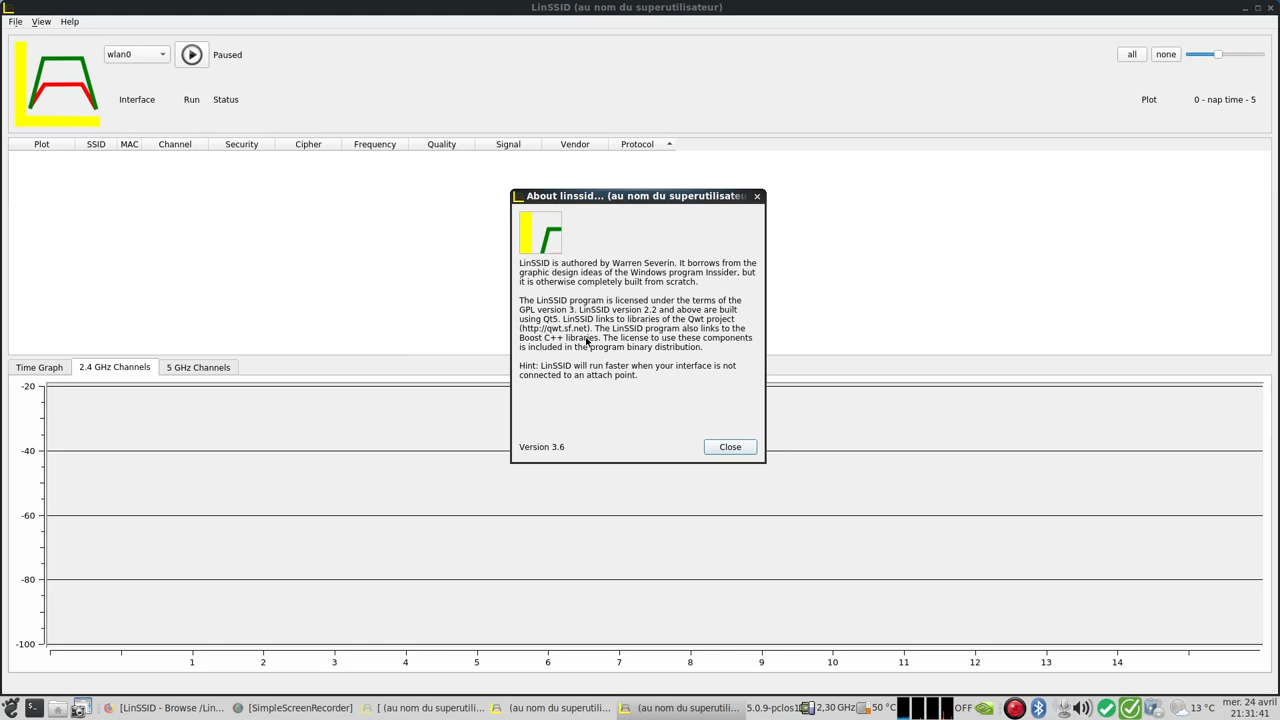 LinSSID (au nom du superutilisateur)
File View Help
wlan0
Paused
all none
Interface Run Status
Plot 0 - nap time - 5
Plot SSID MAC Channel Security Cipher Frequency Quality Signal Vendor Protocol
About linssid... (au nom du superutilisateu
LinSSID is authored by Warren Severin. It borrows from the
graphic design ideas of the Windows program Inssider, but
it is otherwise completely built from scratch.
The LinSSID program is licensed under the terms of the
GPL version 3. LinSSID version 2.2 and above are built
using Qt5. LinSSID links to libraries of the Qwt project
(http://qwt.sf.net). The LinSSID program also links to the
Boost C++ libraries. The license to use these components
is included in the program binary distribution.
Hint: LinSSID will run faster when your interface is not
connected to an attach point.
Version 3.6
Close
Time Graph 2.4 GHz Channels 5 GHz Channels
-20
-40
-60
-80
-100
1 2 3 4 5 6 7 8 9 10 11 12 13 14
[LinSSID - Browse /Lin... [SimpleScreenRecorder] [ (au nom du superutili... (au nom du superutili... (au nom du superutili... 5.0.9-pclos1 2,30 GHz 50 °C OFF 13 °C mer. 24 avril
21:31:41